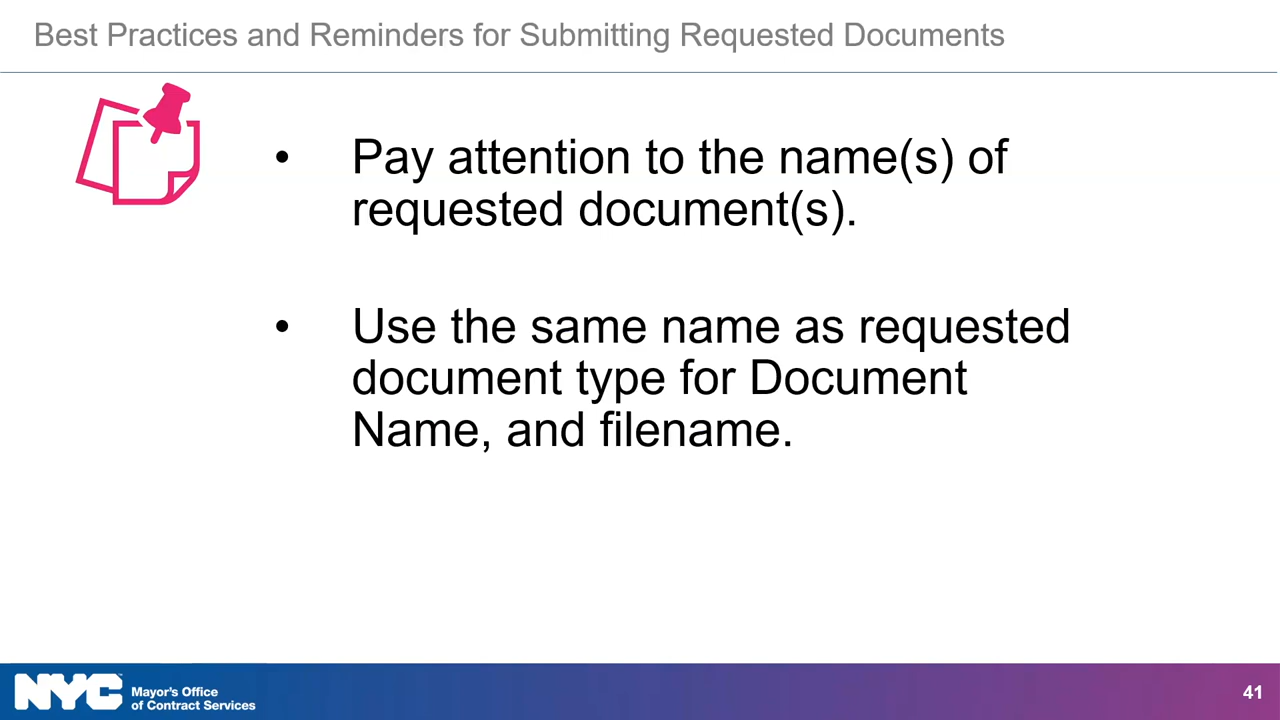 Best Practices and Reminders for Submitting Requested Documents
• Pay attention to the name(s) of
requested document(s).
• Use the same name as requested
document type for Document
Name, and filename.
NYC
Mayor's Office
of Contract Services
41